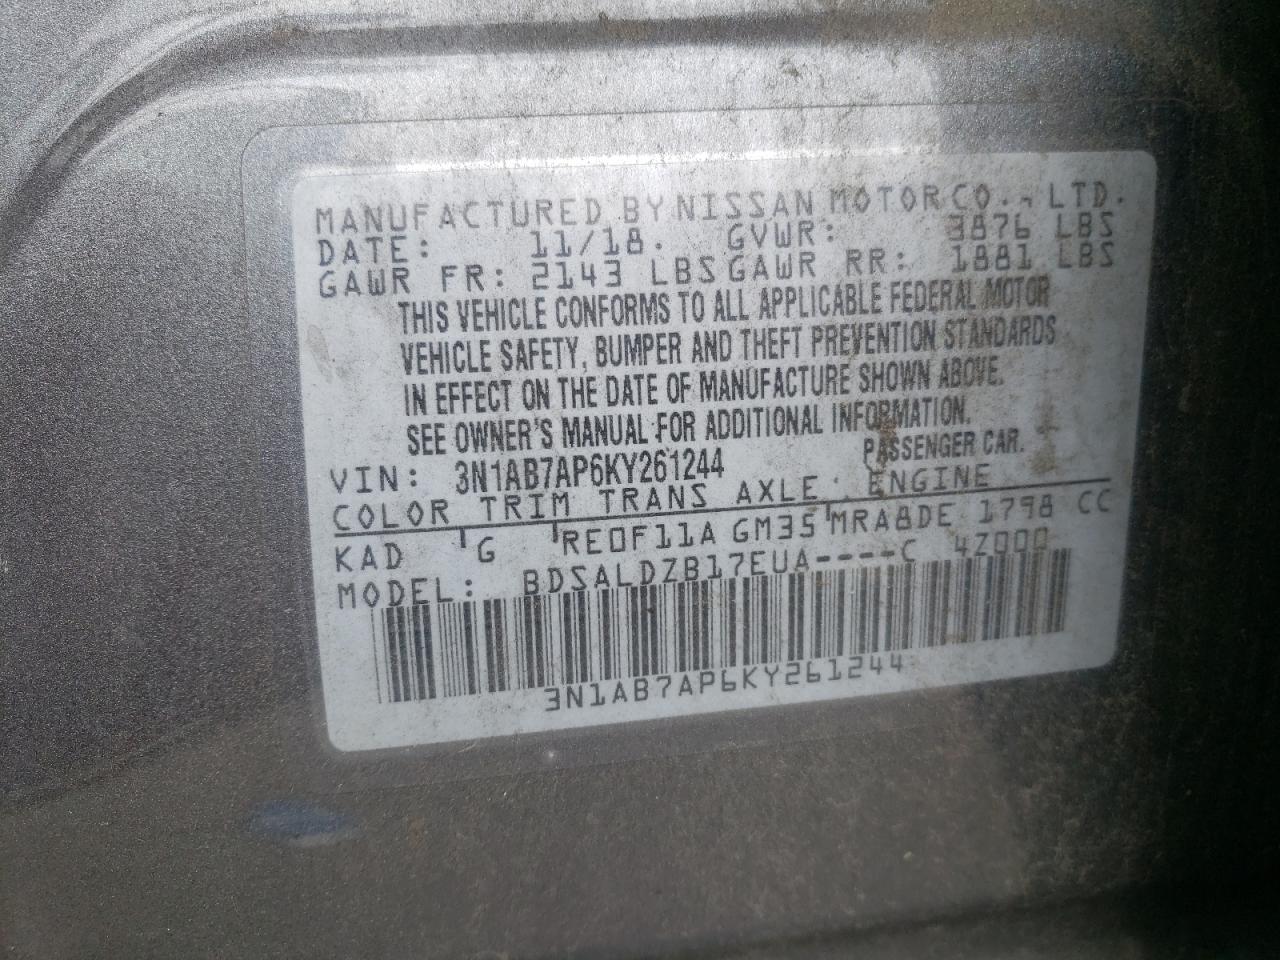 MANUFACTURED BY NISSAN MOTOR CO., LTD.
DATE: 11/18. GVWR: 3876 LBS
GAWR FR: 2143 LBS GAWR RR: 1881 LBS
THIS VEHICLE CONFORMS TO ALL APPLICABLE FEDERAL MOTOR
VEHICLE SAFETY, BUMPER AND THEFT PREVENTION STANDARDS
IN EFFECT ON THE DATE OF MANUFACTURE SHOWN ABOVE.
SEE OWNER'S MANUAL FOR ADDITIONAL INFORMATION.
PASSENGER CAR.
VIN: 3N1AB7AP6KY261244
COLOR TRIM TRANS AXLE ENGINE
KAD G RE0F11A GM35 MRA8DE 1798 CC
MODEL: BDSALDZB17EUA----C 4Z000
3N1AB7AP6KY261244